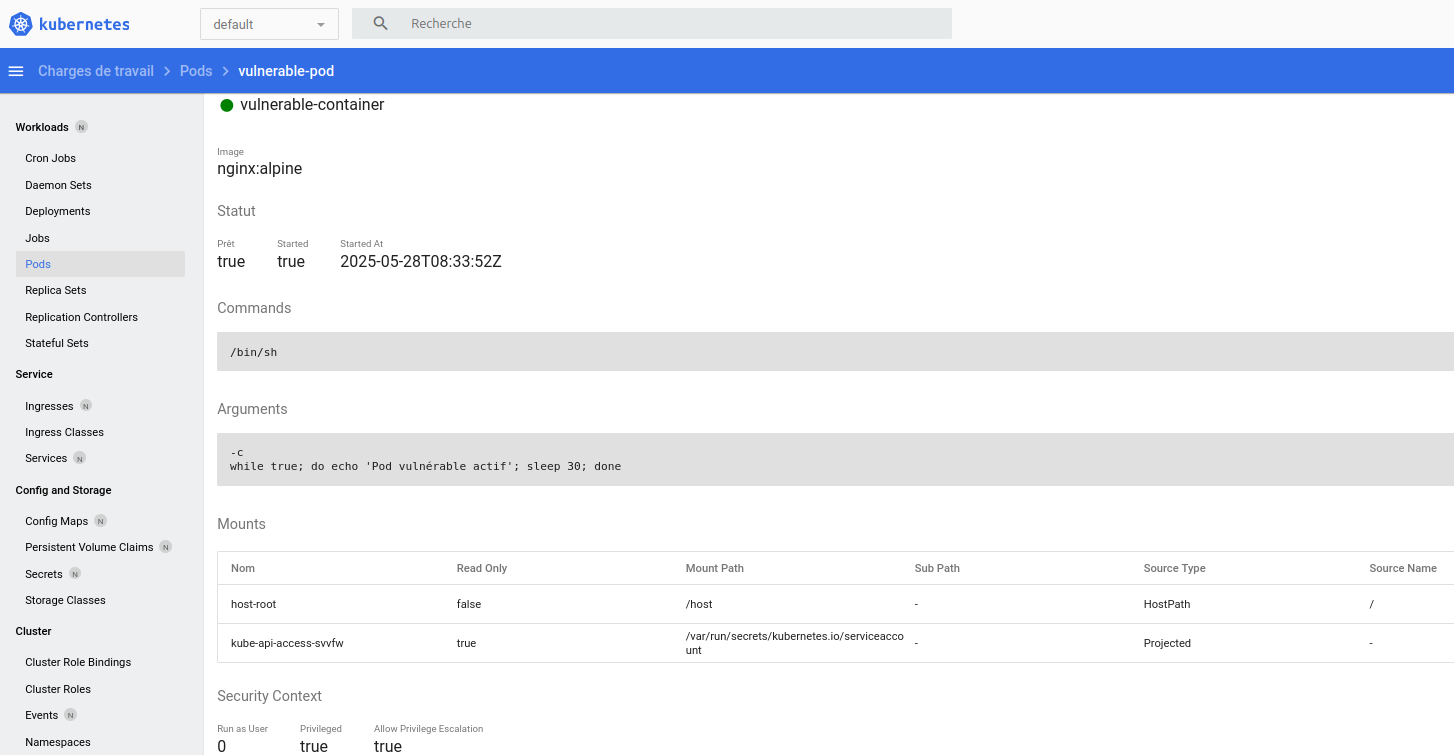 kubernetes
default
Recherche
Charges de travail > Pods > vulnerable-pod
vulnerable-container
Workloads N
Cron Jobs
Daemon Sets
Deployments
Jobs
Pods
Replica Sets
Replication Controllers
Stateful Sets
Service
Ingresses N
Ingress Classes
Services N
Config and Storage
Config Maps N
Persistent Volume Claims N
Secrets N
Storage Classes
Cluster
Cluster Role Bindings
Cluster Roles
Events N
Namespaces
Image
nginx:alpine
Statut
Prêt Started Started At
true true 2025-05-28T08:33:52Z
Commands
/bin/sh
Arguments
-c
while true; do echo 'Pod vulnérable actif'; sleep 30; done
Mounts
Nom Read Only Mount Path Sub Path Source Type Source Name
host-root false /host - HostPath /
kube-api-access-svvfw true /var/run/secrets/kubernetes.io/serviceacco - Projected -
unt
Security Context
Run as User Privileged Allow Privilege Escalation
0 true true